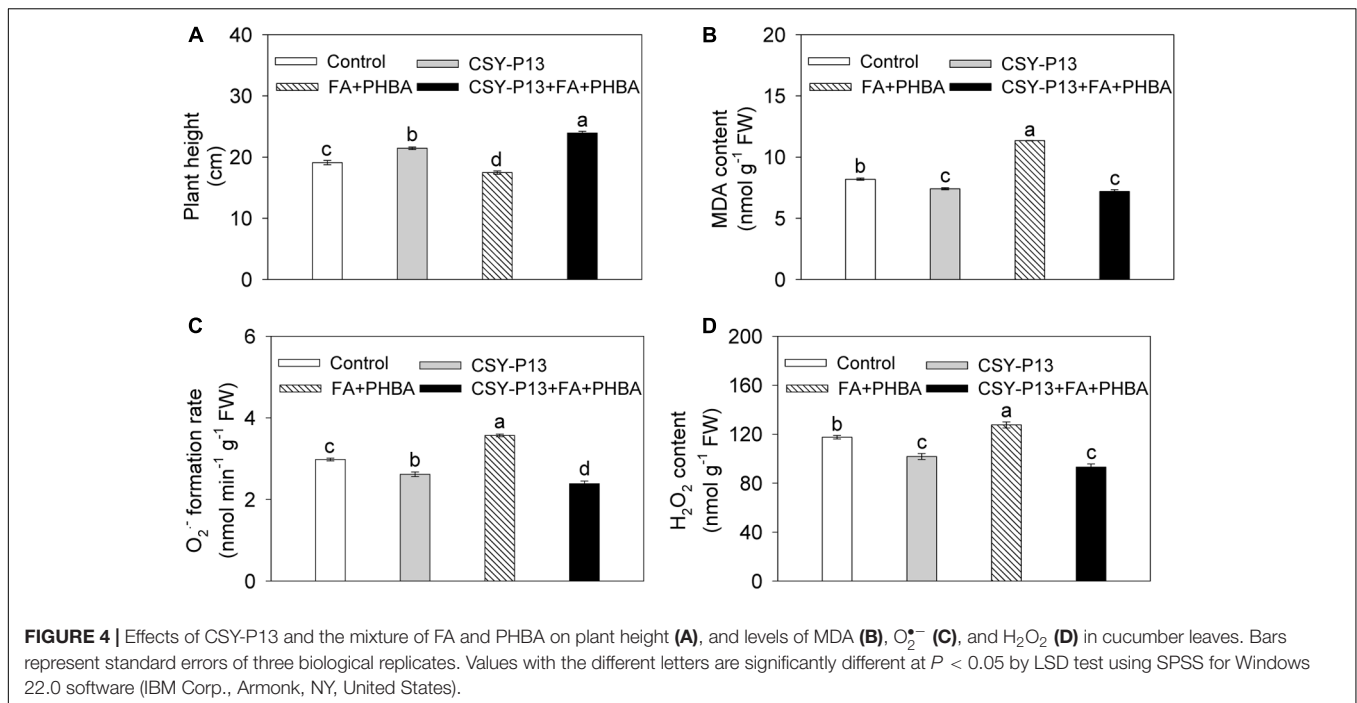 A
40
30
20
10
0
Plant height
(cm)
Control
CSY-P13
FA+PHBA
CSY-P13+FA+PHBA
c
b
d
a
B
20
15
10
5
0
MDA content
(nmol g⁻¹ FW)
Control
CSY-P13
FA+PHBA
CSY-P13+FA+PHBA
b
c
a
c
C
6
4
2
0
O₂·⁻ formation rate
(nmol min⁻¹ g⁻¹ FW)
Control
CSY-P13
FA+PHBA
CSY-P13+FA+PHBA
c
b
a
d
D
200
160
120
80
40
0
H₂O₂ content
(nmol g⁻¹ FW)
Control
CSY-P13
FA+PHBA
CSY-P13+FA+PHBA
b
c
a
c
FIGURE 4 | Effects of CSY-P13 and the mixture of FA and PHBA on plant height (A), and levels of MDA (B), O₂•⁻ (C), and H₂O₂ (D) in cucumber leaves. Bars
represent standard errors of three biological replicates. Values with the different letters are significantly different at P < 0.05 by LSD test using SPSS for Windows
22.0 software (IBM Corp., Armonk, NY, United States).